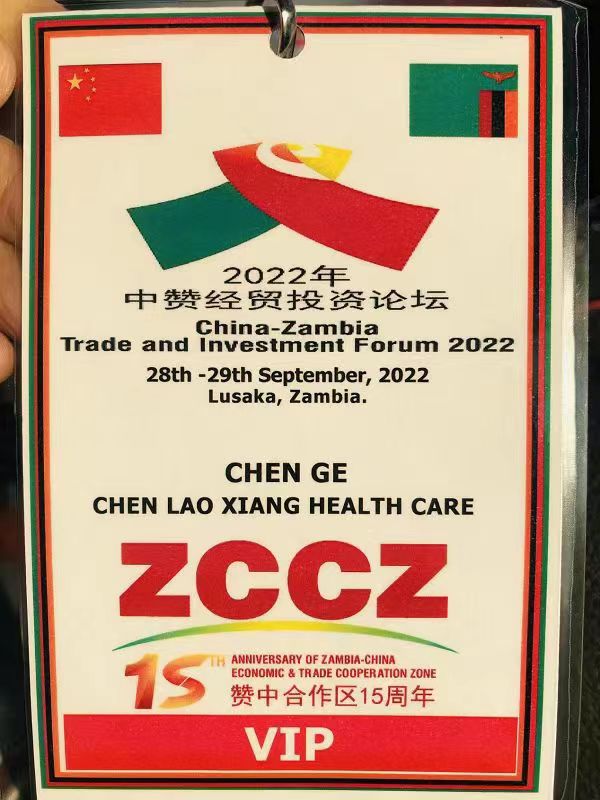 2022年
中赞经贸投资论坛
China-Zambia
Trade and Investment Forum 2022
28th -29th September, 2022
Lusaka, Zambia.
CHEN GE
CHEN LAO XIANG HEALTH CARE
ZCCZ
15TH ANNIVERSARY OF ZAMBIA-CHINA
ECONOMIC & TRADE COOPERATION ZONE
赞中合作区15周年
VIP